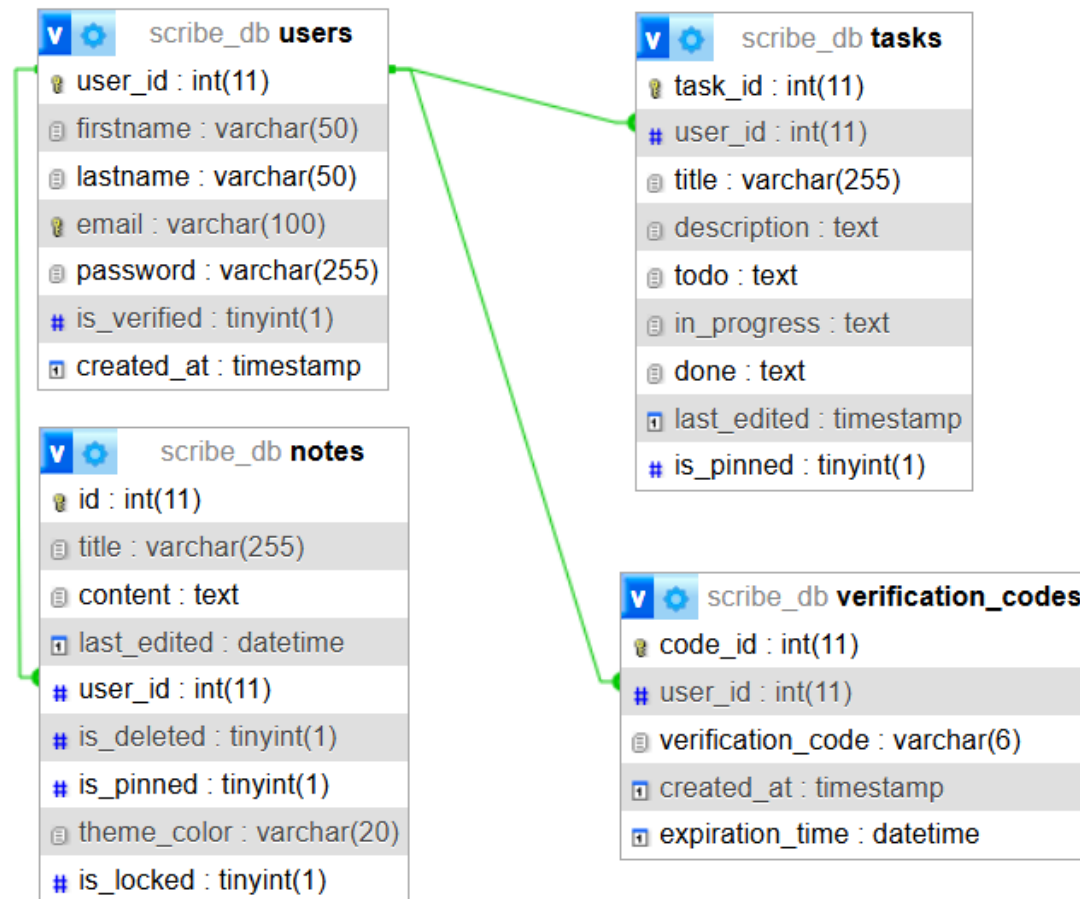 v scribe_db users
user_id : int(11)
firstname : varchar(50)
lastname : varchar(50)
email : varchar(100)
password : varchar(255)
is_verified : tinyint(1)
created_at : timestamp
v scribe_db notes
id : int(11)
title : varchar(255)
content : text
last_edited : datetime
# user_id : int(11)
# is_deleted : tinyint(1)
# is_pinned : tinyint(1)
theme_color : varchar(20)
# is_locked : tinyint(1)
v scribe_db tasks
task_id : int(11)
# user_id : int(11)
title : varchar(255)
description : text
todo : text
in_progress : text
done : text
last_edited : timestamp
# is_pinned : tinyint(1)
v scribe_db verification_codes
code_id : int(11)
# user_id : int(11)
verification_code : varchar(6)
created_at : timestamp
expiration_time : datetime